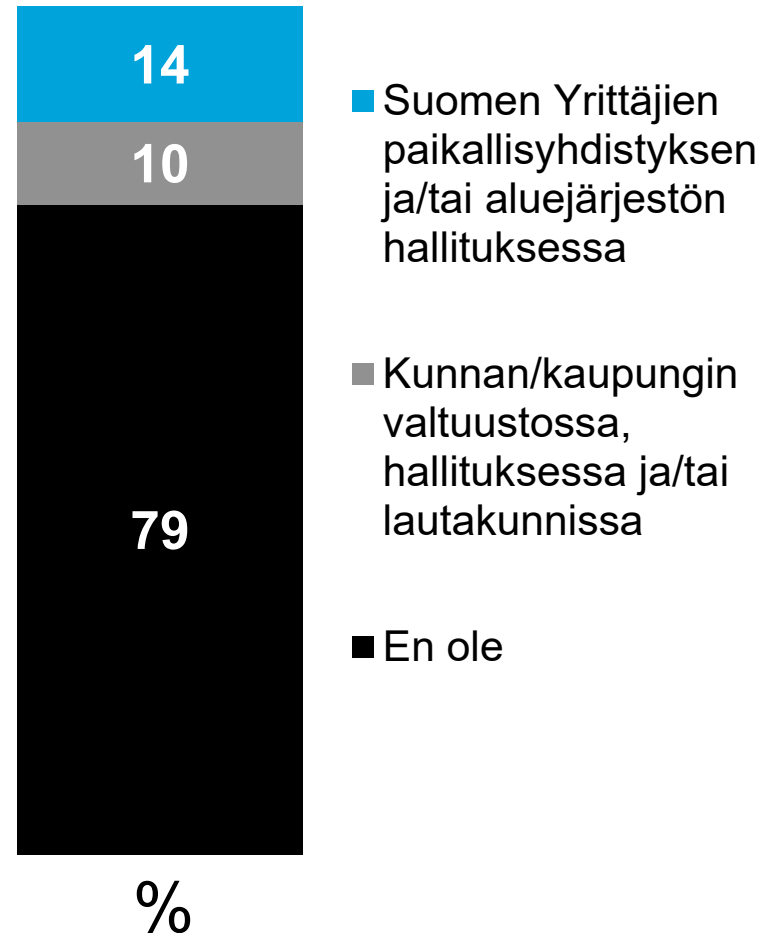 14
10
79
%
Suomen Yrittäjien
paikallisyhdistyksen
ja/tai aluejärjestön
hallituksessa
Kunnan/kaupungin
valtuustossa,
hallituksessa ja/tai
lautakunnissa
En ole